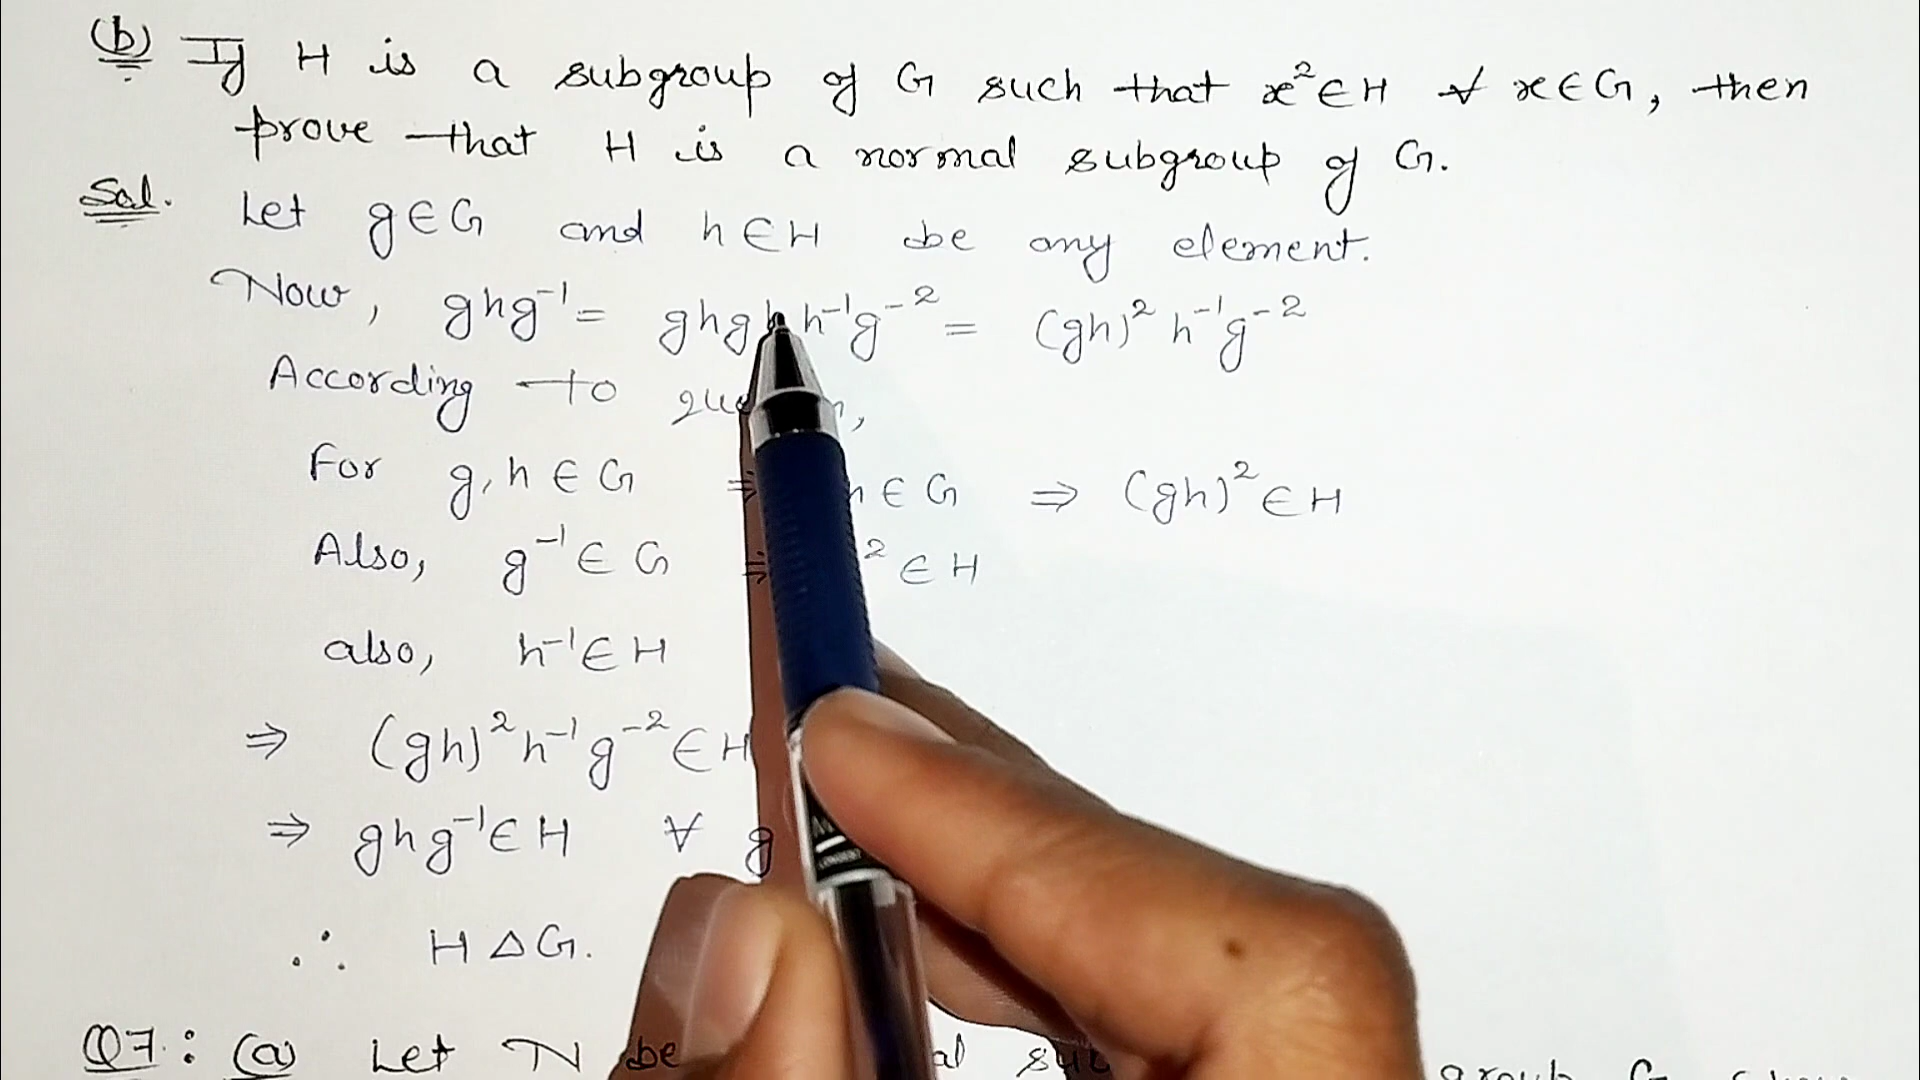 (b) If H is a subgroup of G such that x²∈H ∀ x∈G, then
prove that H is a normal subgroup of G.
Sol. Let g∈G and h∈H be any element.
Now, ghg⁻¹ = ghgh h⁻¹g⁻² = (gh)² h⁻¹g⁻²
According to
For g,h ∈ G ⇒ ∈ G ⇒ (gh)² ∈ H
Also, g⁻¹ ∈ G ⇒ ² ∈ H
also, h⁻¹∈H
⇒ (gh)²h⁻¹g⁻² ∈ H
⇒ ghg⁻¹∈H ∀ g
∴ H △ G.
Q7: (a) Let N be group G